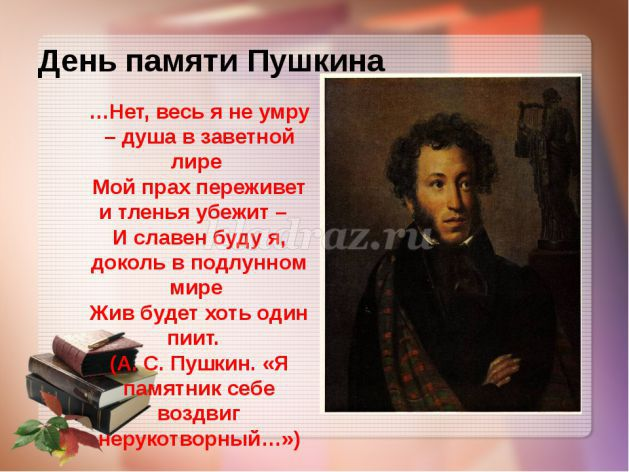 День памяти Пушкина
…Нет, весь я не умру
– душа в заветной
лире
Мой прах переживет
и тленья убежит –
И славен буду я,
доколь в подлунном
мире
Жив будет хоть один
пиит.
(А. С. Пушкин. «Я
памятник себе
воздвиг
нерукотворный…»)